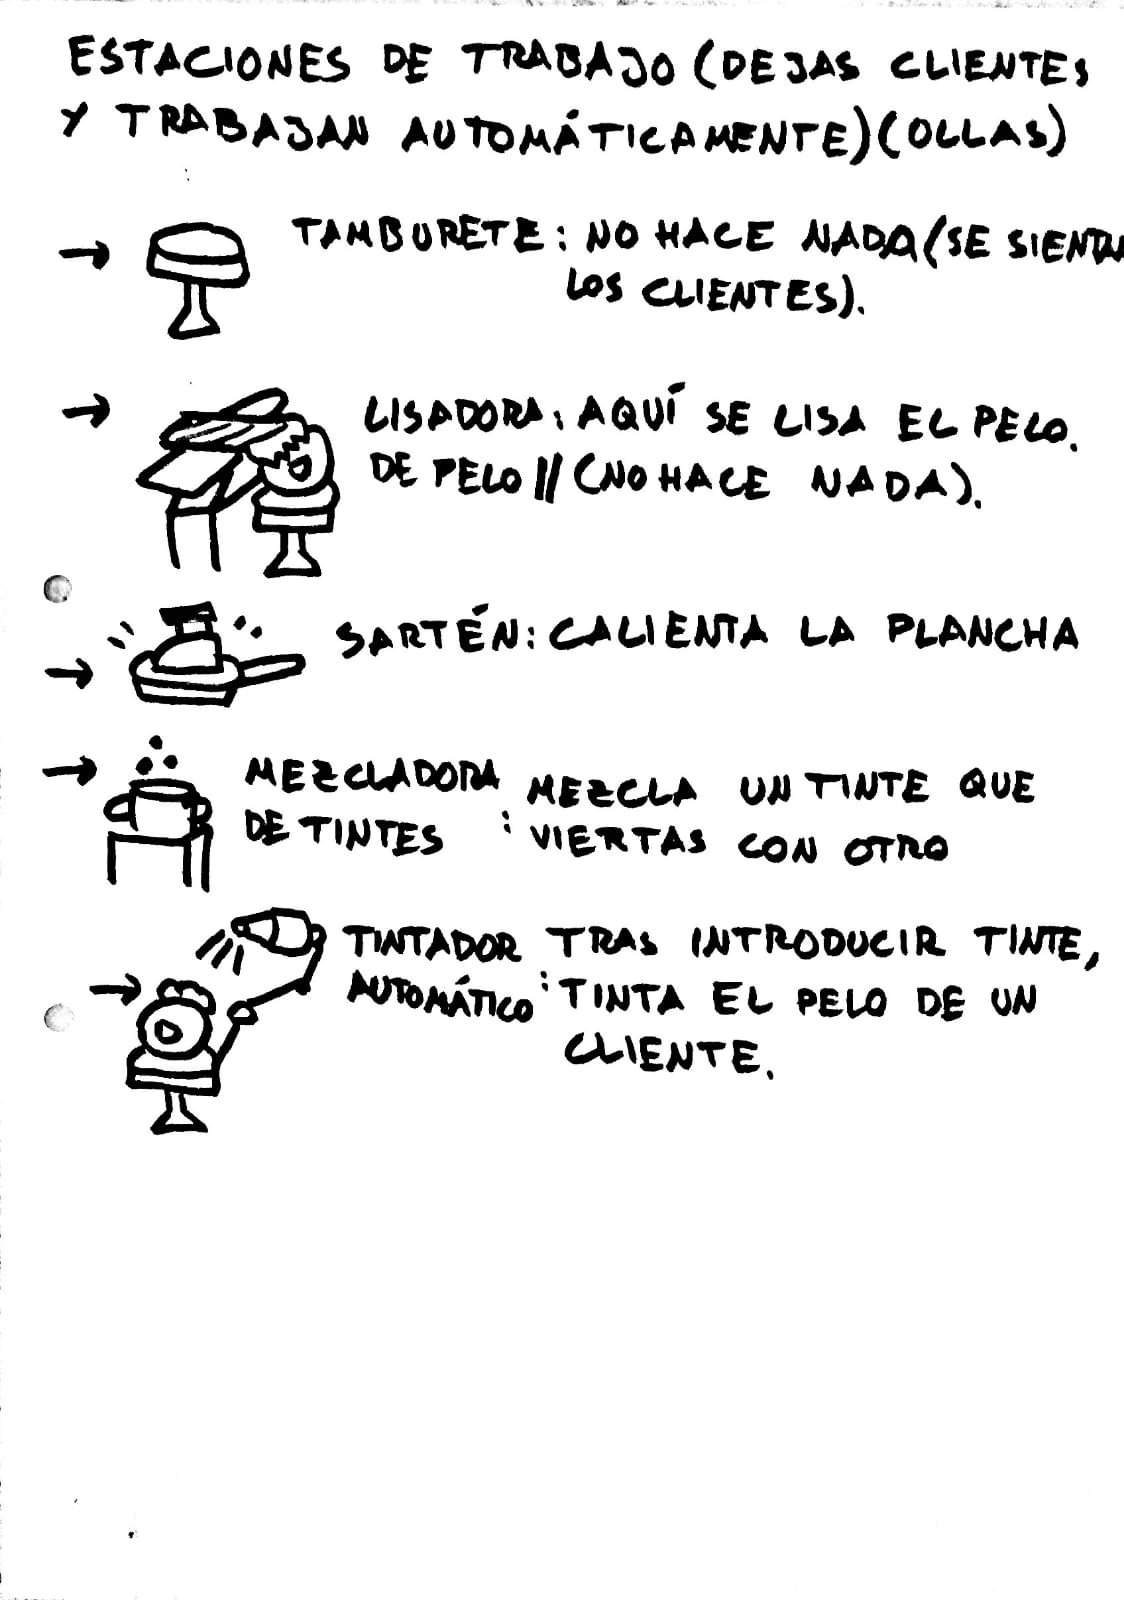 ESTACIONES DE TRABAJO (DEJAS CLIENTES
Y TRABAJAN AUTOMÁTICAMENTE) (OLLAS)
TAMBURETE: NO HACE NADA (SE SIENTAN
LOS CLIENTES).
LISADORA: AQUÍ SE LISA EL PELO.
DE PELO // (NO HACE NADA).
SARTÉN: CALIENTA LA PLANCHA
MEZCLADORA MEZCLA UN TINTE QUE
DE TINTES : VIERTAS CON OTRO
TINTADOR TRAS INTRODUCIR TINTE,
AUTOMÁTICO: TINTA EL PELO DE UN
CLIENTE.